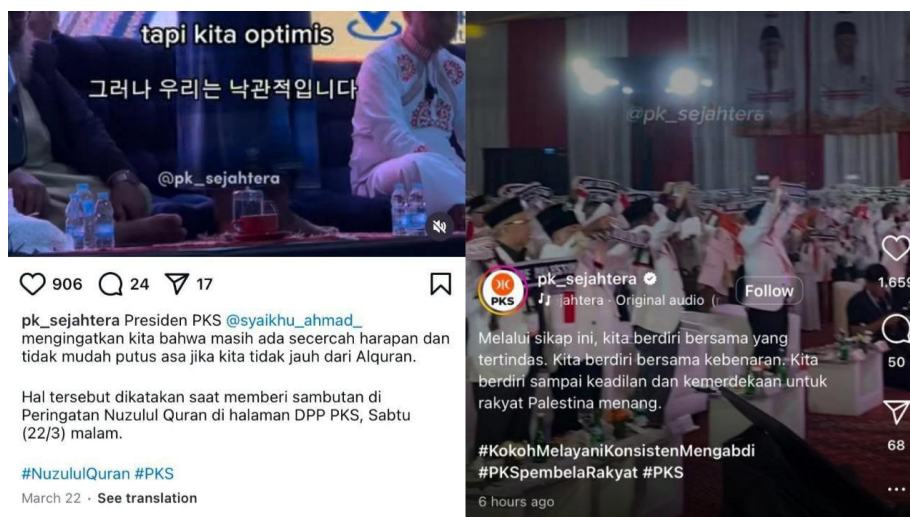 tapi kita optimis
그러나 우리는 낙관적입니다
@pk_sejahtera
906 24 17
pk_sejahtera Presiden PKS @syaikhu_ahmad_
mengingatkan kita bahwa masih ada secercah harapan dan
tidak mudah putus asa jika kita tidak jauh dari Alquran.
Hal tersebut dikatakan saat memberi sambutan di
Peringatan Nuzulul Quran di halaman DPP PKS, Sabtu
(22/3) malam.
#NuzululQuran #PKS
March 22 · See translation
@pk_sejahtera
PKS
pk_sejahtera
jahtera · Original audio
Follow
Melalui sikap ini, kita berdiri bersama yang
tertindas. Kita berdiri bersama kebenaran. Kita
berdiri sampai keadilan dan kemerdekaan untuk
rakyat Palestina menang.
#KokohMelayaniKonsistenMengabdi
#PKSpembelaRakyat #PKS
6 hours ago
1.659
50
68